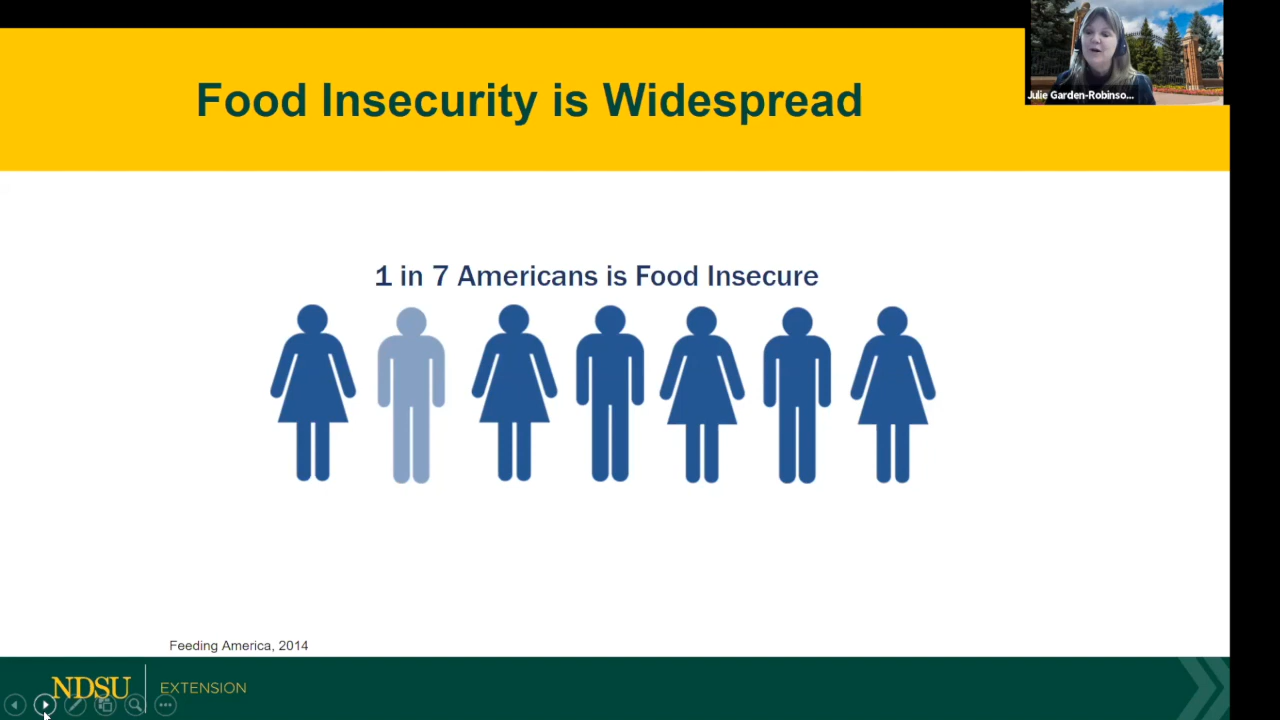 Food Insecurity is Widespread
Julie Garden-Robinso...
1 in 7 Americans is Food Insecure
Feeding America, 2014
NDSU EXTENSION